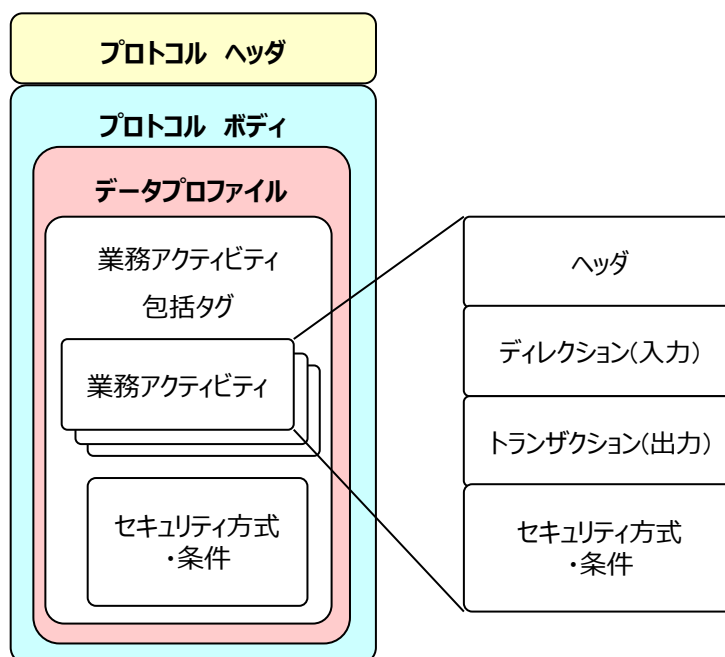 プロトコル ヘッダ
プロトコル ボディ
データプロファイル
業務アクティビティ
包括タグ
業務アクティビティ
セキュリティ方式
・条件
ヘッダ
ディレクション(入力)
トランザクション(出力)
セキュリティ方式
・条件